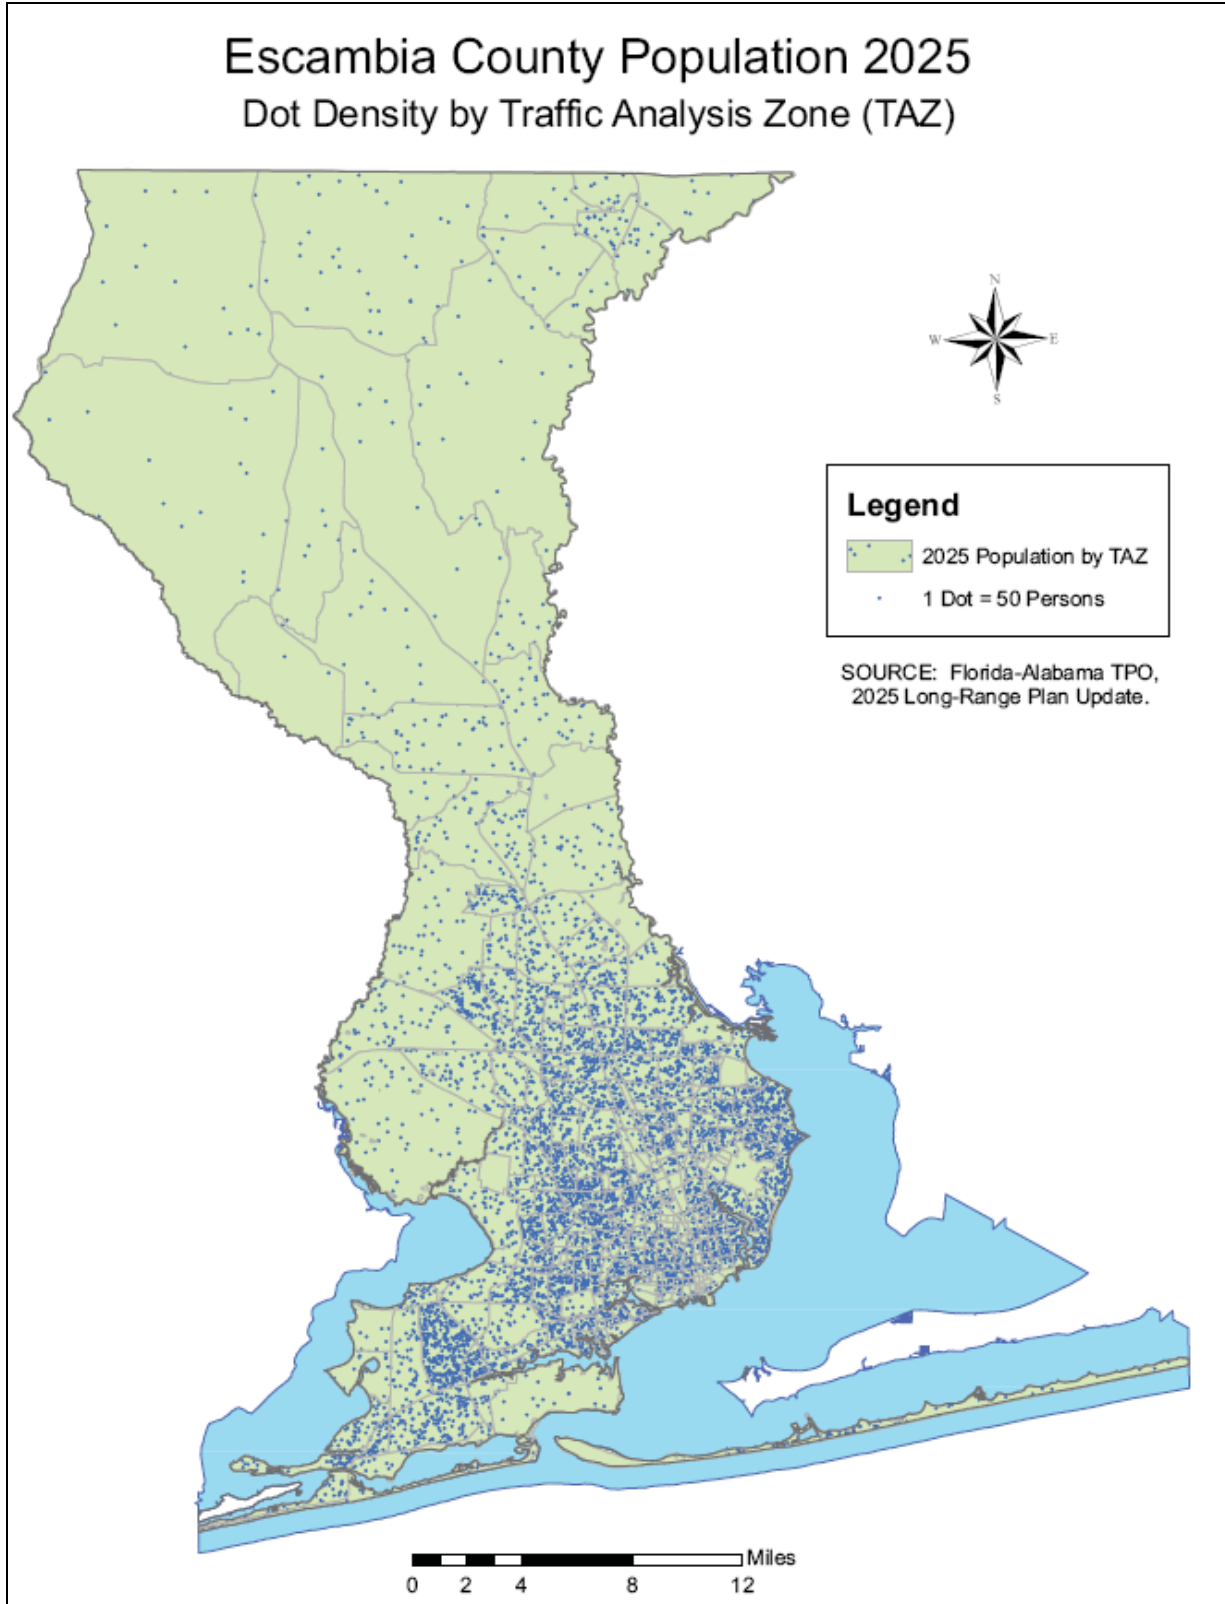 Escambia County Population 2025
Dot Density by Traffic Analysis Zone (TAZ)
N
W
E
S
Legend
2025 Population by TAZ
1 Dot = 50 Persons
SOURCE: Florida-Alabama TPO,
2025 Long-Range Plan Update.
Miles
0 2 4 8 12